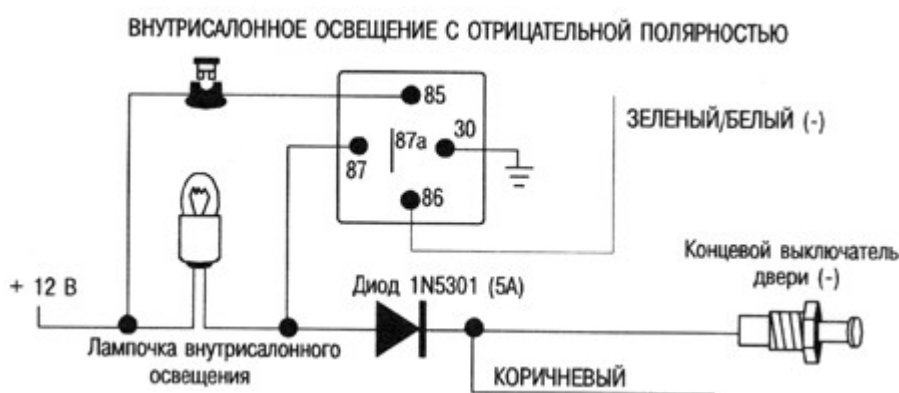 ВНУТРИСАЛОННОЕ ОСВЕЩЕНИЕ С ОТРИЦАТЕЛЬНОЙ ПОЛЯРНОСТЬЮ
85
30
87a
87
86
ЗЕЛЕНЫЙ/БЕЛЫЙ (-)
Концевой выключатель
двери (-)
+ 12 В
Диод 1N5301 (5А)
Лампочка внутрисалонного
освещения
КОРИЧНЕВЫЙ